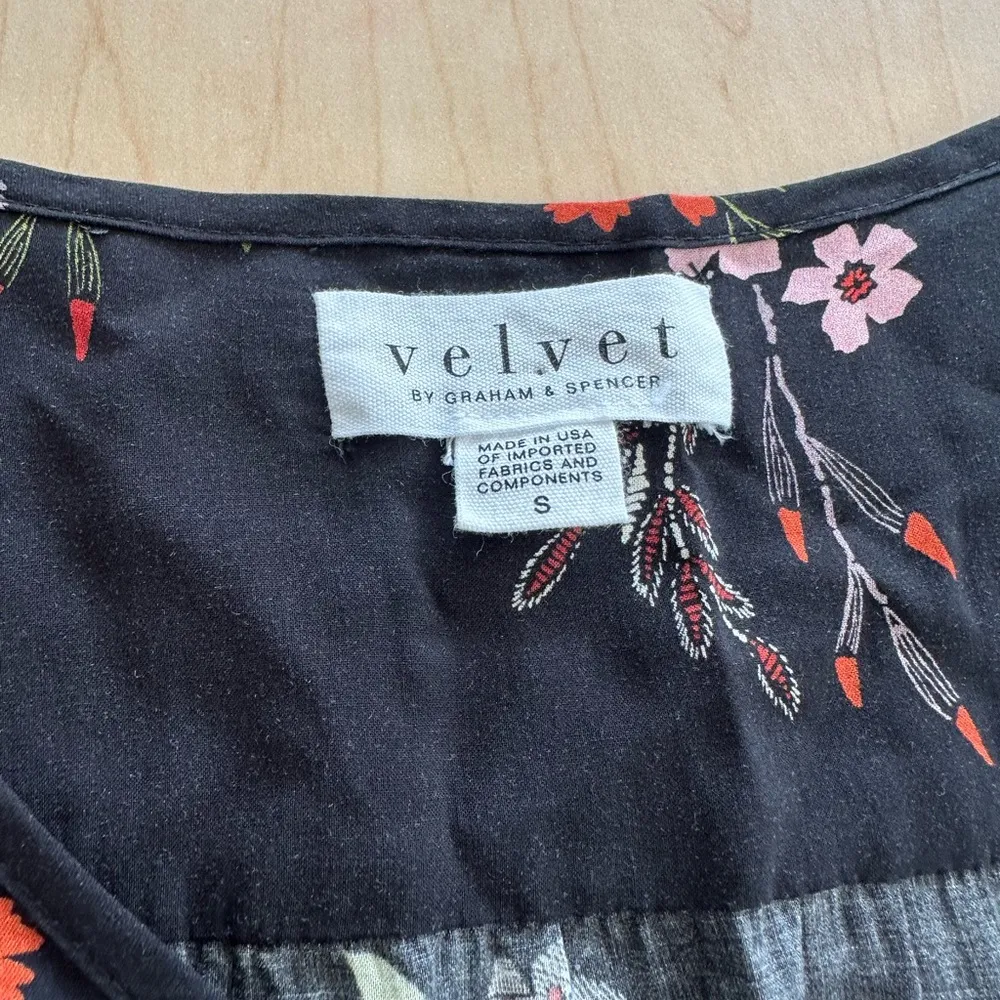 velvet
BY GRAHAM & SPENCER
MADE IN USA
OF IMPORTED
FABRICS AND
COMPONENTS
S